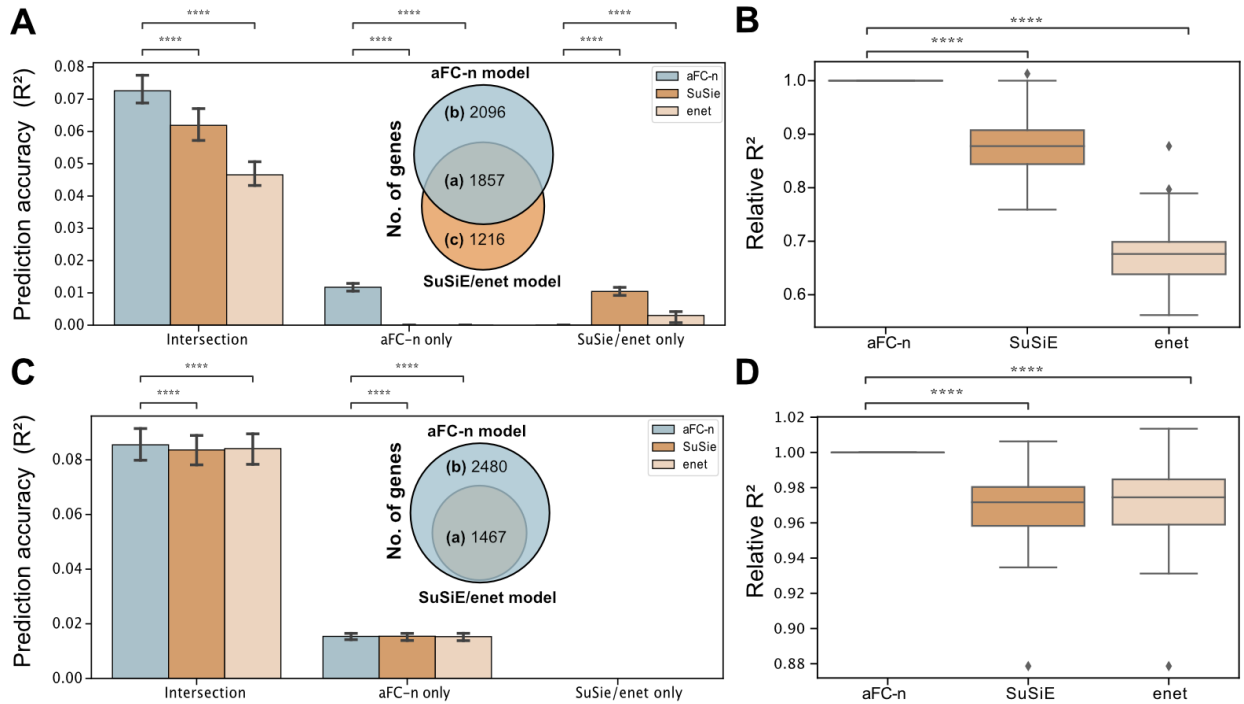 A
****
****
****
****
****
****
Prediction accuracy (R²)
0.08
0.07
0.06
0.05
0.04
0.03
0.02
0.01
0.00
aFC-n model
(b) 2096
(a) 1857
(c) 1216
No. of genes
SuSiE/enet model
aFC-n
SuSie
enet
Intersection
aFC-n only
SuSie/enet only
B
****
****
Relative R²
1.0
0.9
0.8
0.7
0.6
aFC-n
SuSiE
enet
C
****
****
****
****
Prediction accuracy (R²)
0.08
0.06
0.04
0.02
0.00
aFC-n model
(b) 2480
(a) 1467
No. of genes
SuSiE/enet model
aFC-n
SuSie
enet
Intersection
aFC-n only
SuSie/enet only
D
****
****
Relative R²
1.02
1.00
0.98
0.96
0.94
0.92
0.90
0.88
aFC-n
SuSiE
enet